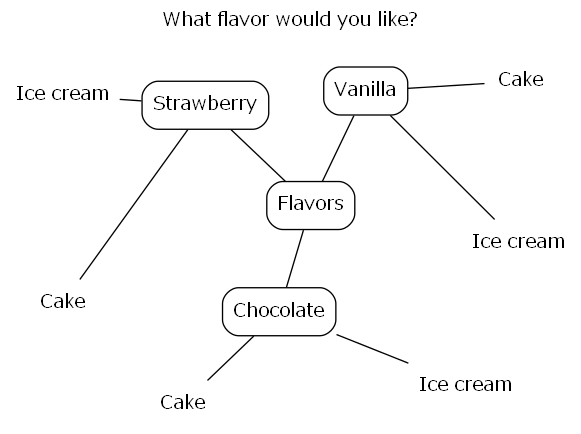 What flavor would you like?
Ice cream
Strawberry
Vanilla
Cake
Flavors
Ice cream
Cake
Chocolate
Cake
Ice cream